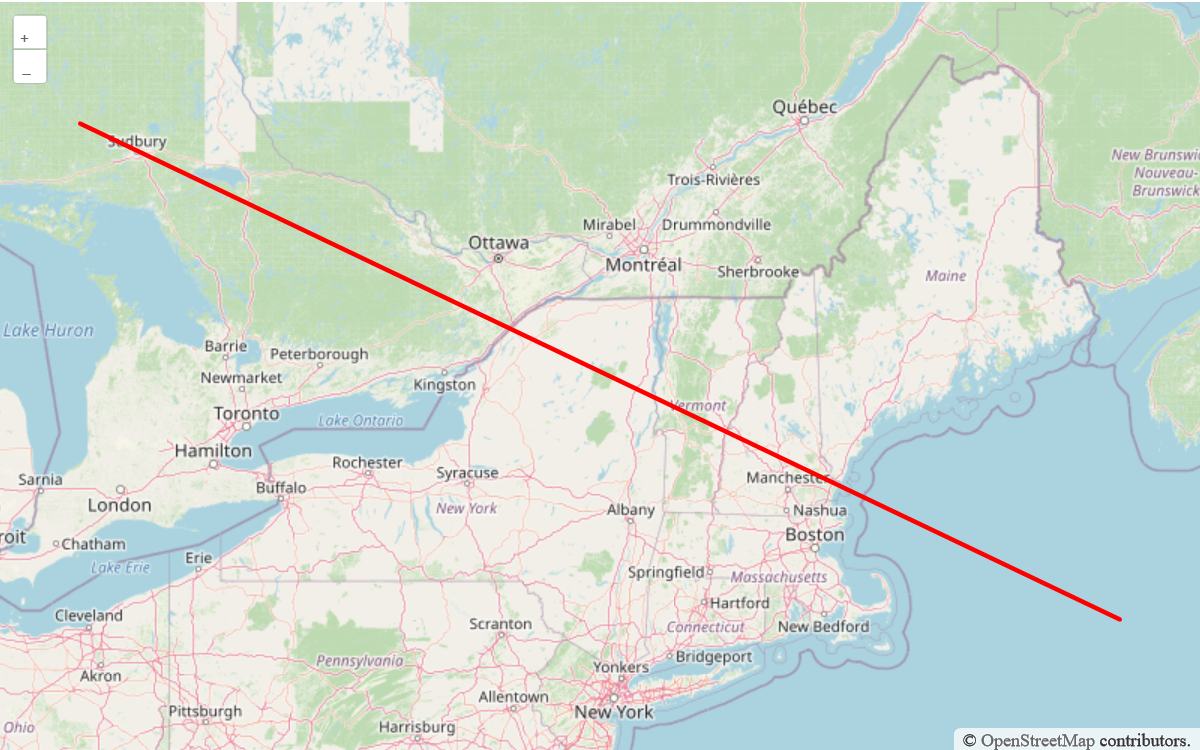 +
–
Québec
Sudbury
New Brunswick
Nouveau-
Brunswick
Trois-Rivières
Mirabel
Drummondville
Ottawa
Montréal
Sherbrooke
Maine
Lake Huron
Barrie
Peterborough
Newmarket
Kingston
Vermont
Toronto
Lake Ontario
Hamilton
Rochester
Syracuse
Manchester
Sarnia
Buffalo
London
New York
Albany
Nashua
Boston
roit
Chatham
Erie
Lake Erie
Springfield
Massachusetts
Hartford
Cleveland
Scranton
Connecticut
New Bedford
Pennsylvania
Yonkers
Bridgeport
Akron
Allentown
Pittsburgh
New York
Ohio
Harrisburg
© OpenStreetMap contributors.